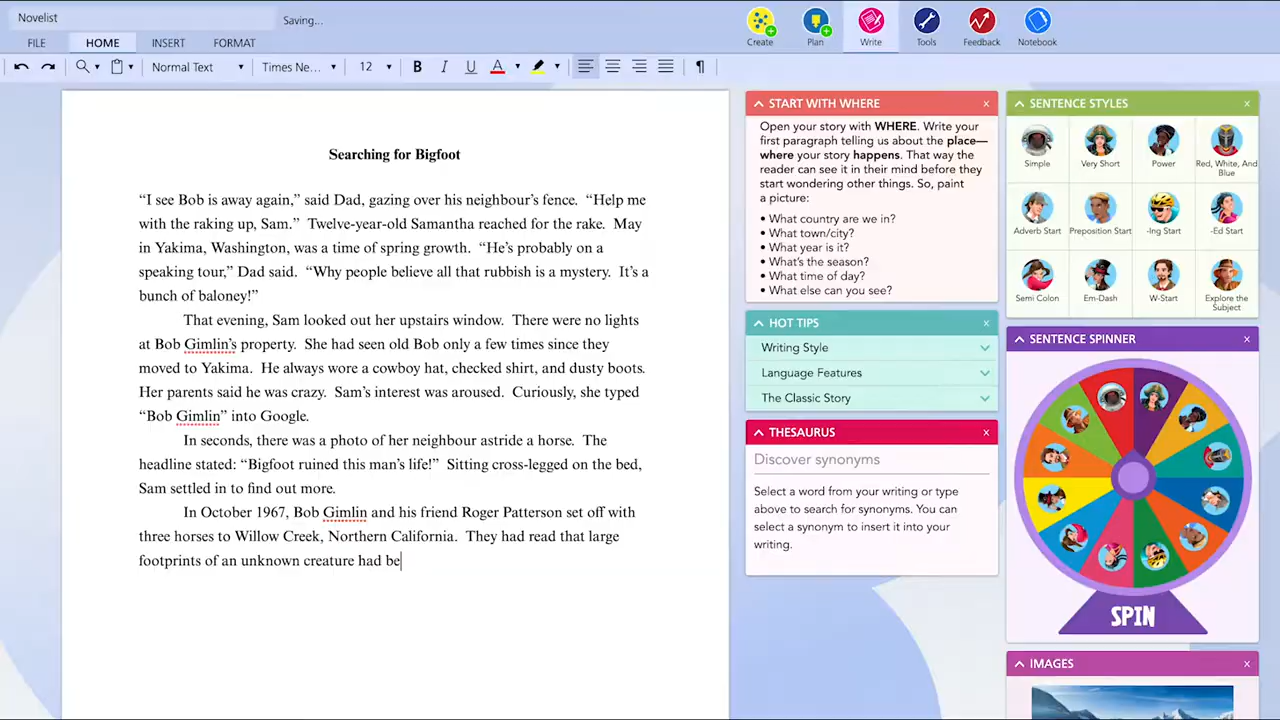 Novelist
Saving...
FILE
HOME
INSERT
FORMAT
Create
Plan
Write
Tools
Feedback
Notebook
Normal Text
Times Ne...
12
B
I
U
A
¶
Searching for Bigfoot
“I see Bob is away again,” said Dad, gazing over his neighbour’s fence.  “Help me
with the raking up, Sam.”  Twelve-year-old Samantha reached for the rake.  May
in Yakima, Washington, was a time of spring growth.  “He’s probably on a
speaking tour,” Dad said.  “Why people believe all that rubbish is a mystery.  It’s a
bunch of baloney!”
That evening, Sam looked out her upstairs window.  There were no lights
at Bob Gimlin’s property.  She had seen old Bob only a few times since they
moved to Yakima.  He always wore a cowboy hat, checked shirt, and dusty boots.
Her parents said he was crazy.  Sam’s interest was aroused.  Curiously, she typed
“Bob Gimlin” into Google.
In seconds, there was a photo of her neighbour astride a horse.  The
headline stated: “Bigfoot ruined this man’s life!”  Sitting cross-legged on the bed,
Sam settled in to find out more.
In October 1967, Bob Gimlin and his friend Roger Patterson set off with
three horses to Willow Creek, Northern California.  They had read that large
footprints of an unknown creature had be
START WITH WHERE
x
Open your story with WHERE. Write your
first paragraph telling us about the place—
where your story happens. That way the
reader can see it in their mind before they
start wondering other things. So, paint
a picture:
• What country are we in?
• What town/city?
• What year is it?
• What’s the season?
• What time of day?
• What else can you see?
HOT TIPS
x
Writing Style
Language Features
The Classic Story
THESAURUS
x
Discover synonyms
Select a word from your writing or type
above to search for synonyms. You can
select a synonym to insert it into your
writing.
SENTENCE STYLES
x
Simple
Very Short
Power
Red, White, And
Blue
Adverb Start
Preposition Start
-Ing Start
-Ed Start
Semi Colon
Em-Dash
W-Start
Explore the
Subject
SENTENCE SPINNER
x
SPIN
IMAGES
x